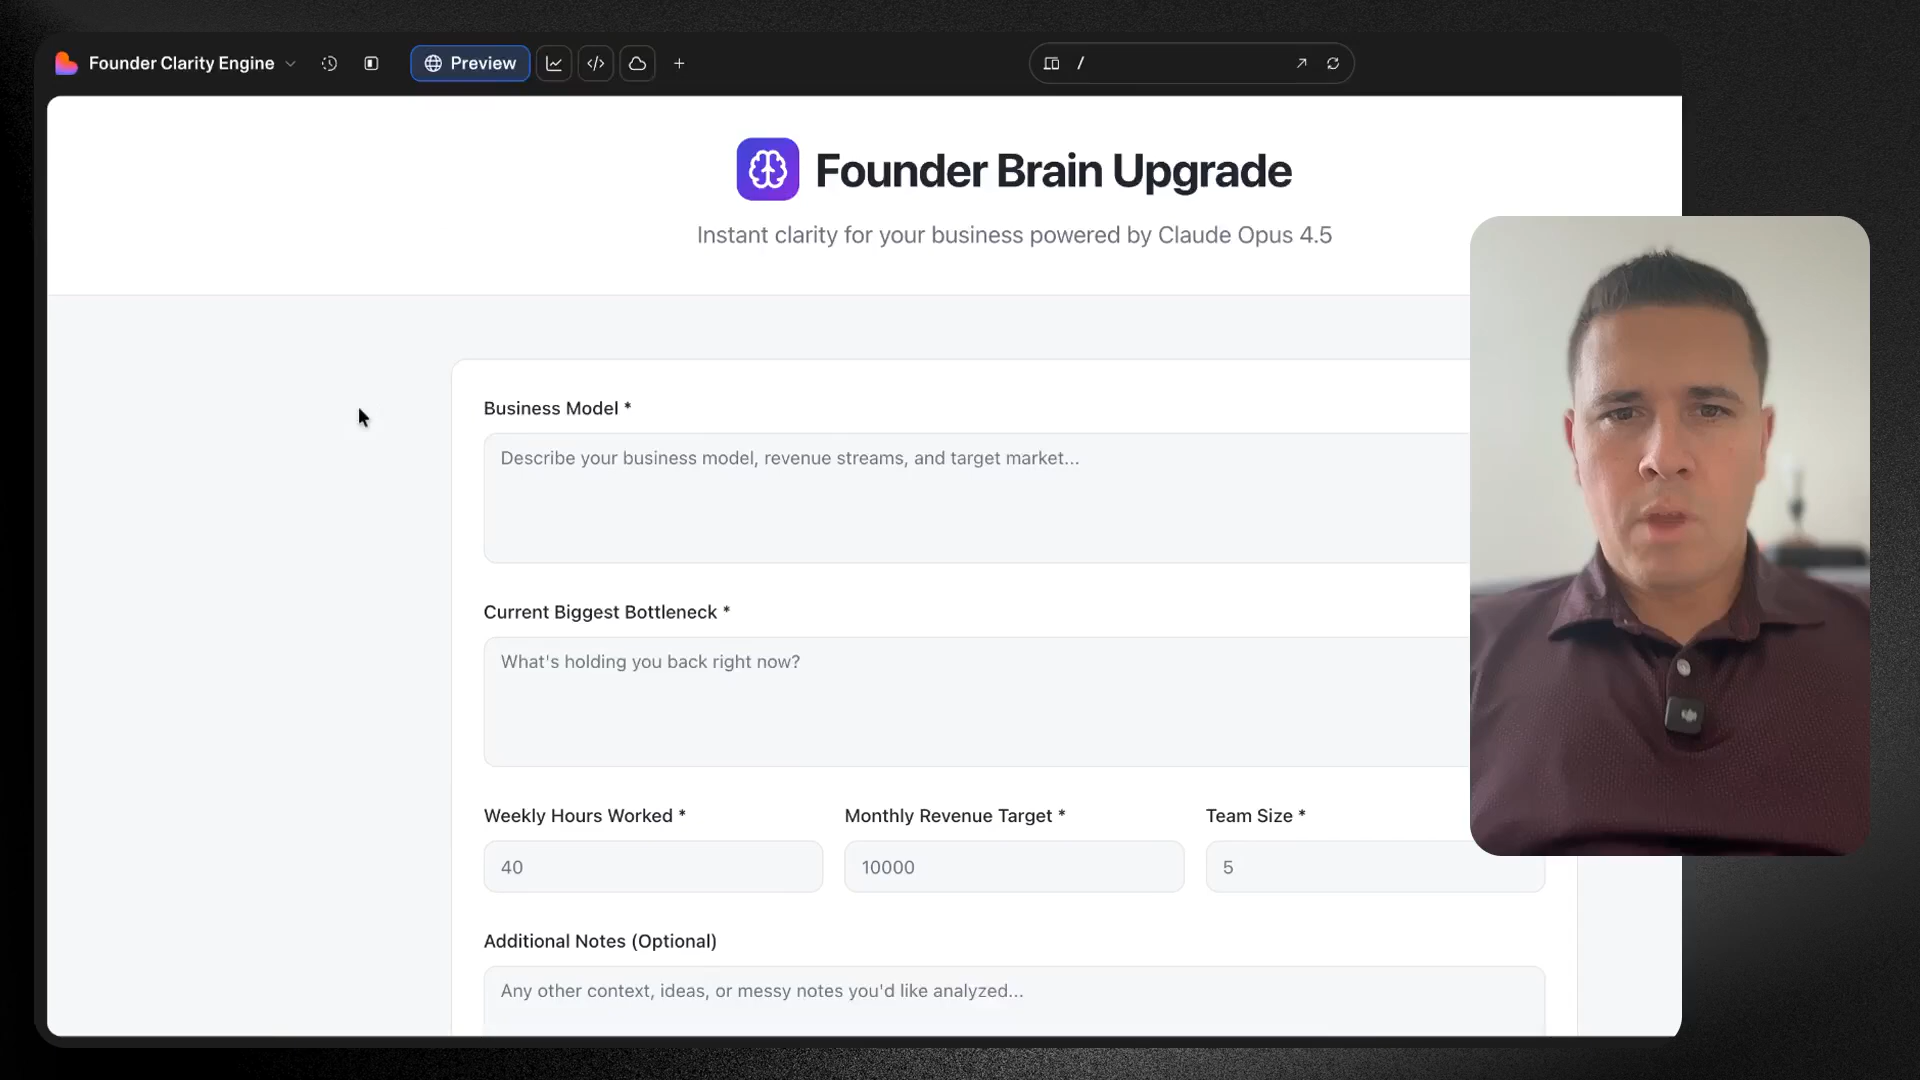 Founder Clarity Engine
Preview
/
Founder Brain Upgrade
Instant clarity for your business powered by Claude Opus 4.5
Business Model *
Describe your business model, revenue streams, and target market...
Current Biggest Bottleneck *
What's holding you back right now?
Weekly Hours Worked *
Monthly Revenue Target *
Team Size *
40
10000
5
Additional Notes (Optional)
Any other context, ideas, or messy notes you'd like analyzed...